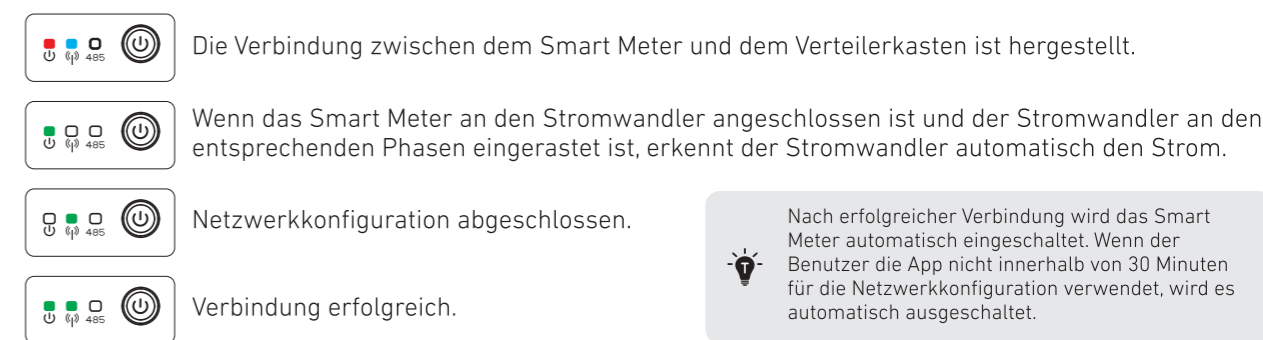 485
Die Verbindung zwischen dem Smart Meter und dem Verteilerkasten ist hergestellt.
485
Wenn das Smart Meter an den Stromwandler angeschlossen ist und der Stromwandler an den
entsprechenden Phasen eingerastet ist, erkennt der Stromwandler automatisch den Strom.
485
Netzwerkkonfiguration abgeschlossen.
485
Verbindung erfolgreich.
Nach erfolgreicher Verbindung wird das Smart
Meter automatisch eingeschaltet. Wenn der
Benutzer die App nicht innerhalb von 30 Minuten
für die Netzwerkkonfiguration verwendet, wird es
automatisch ausgeschaltet.